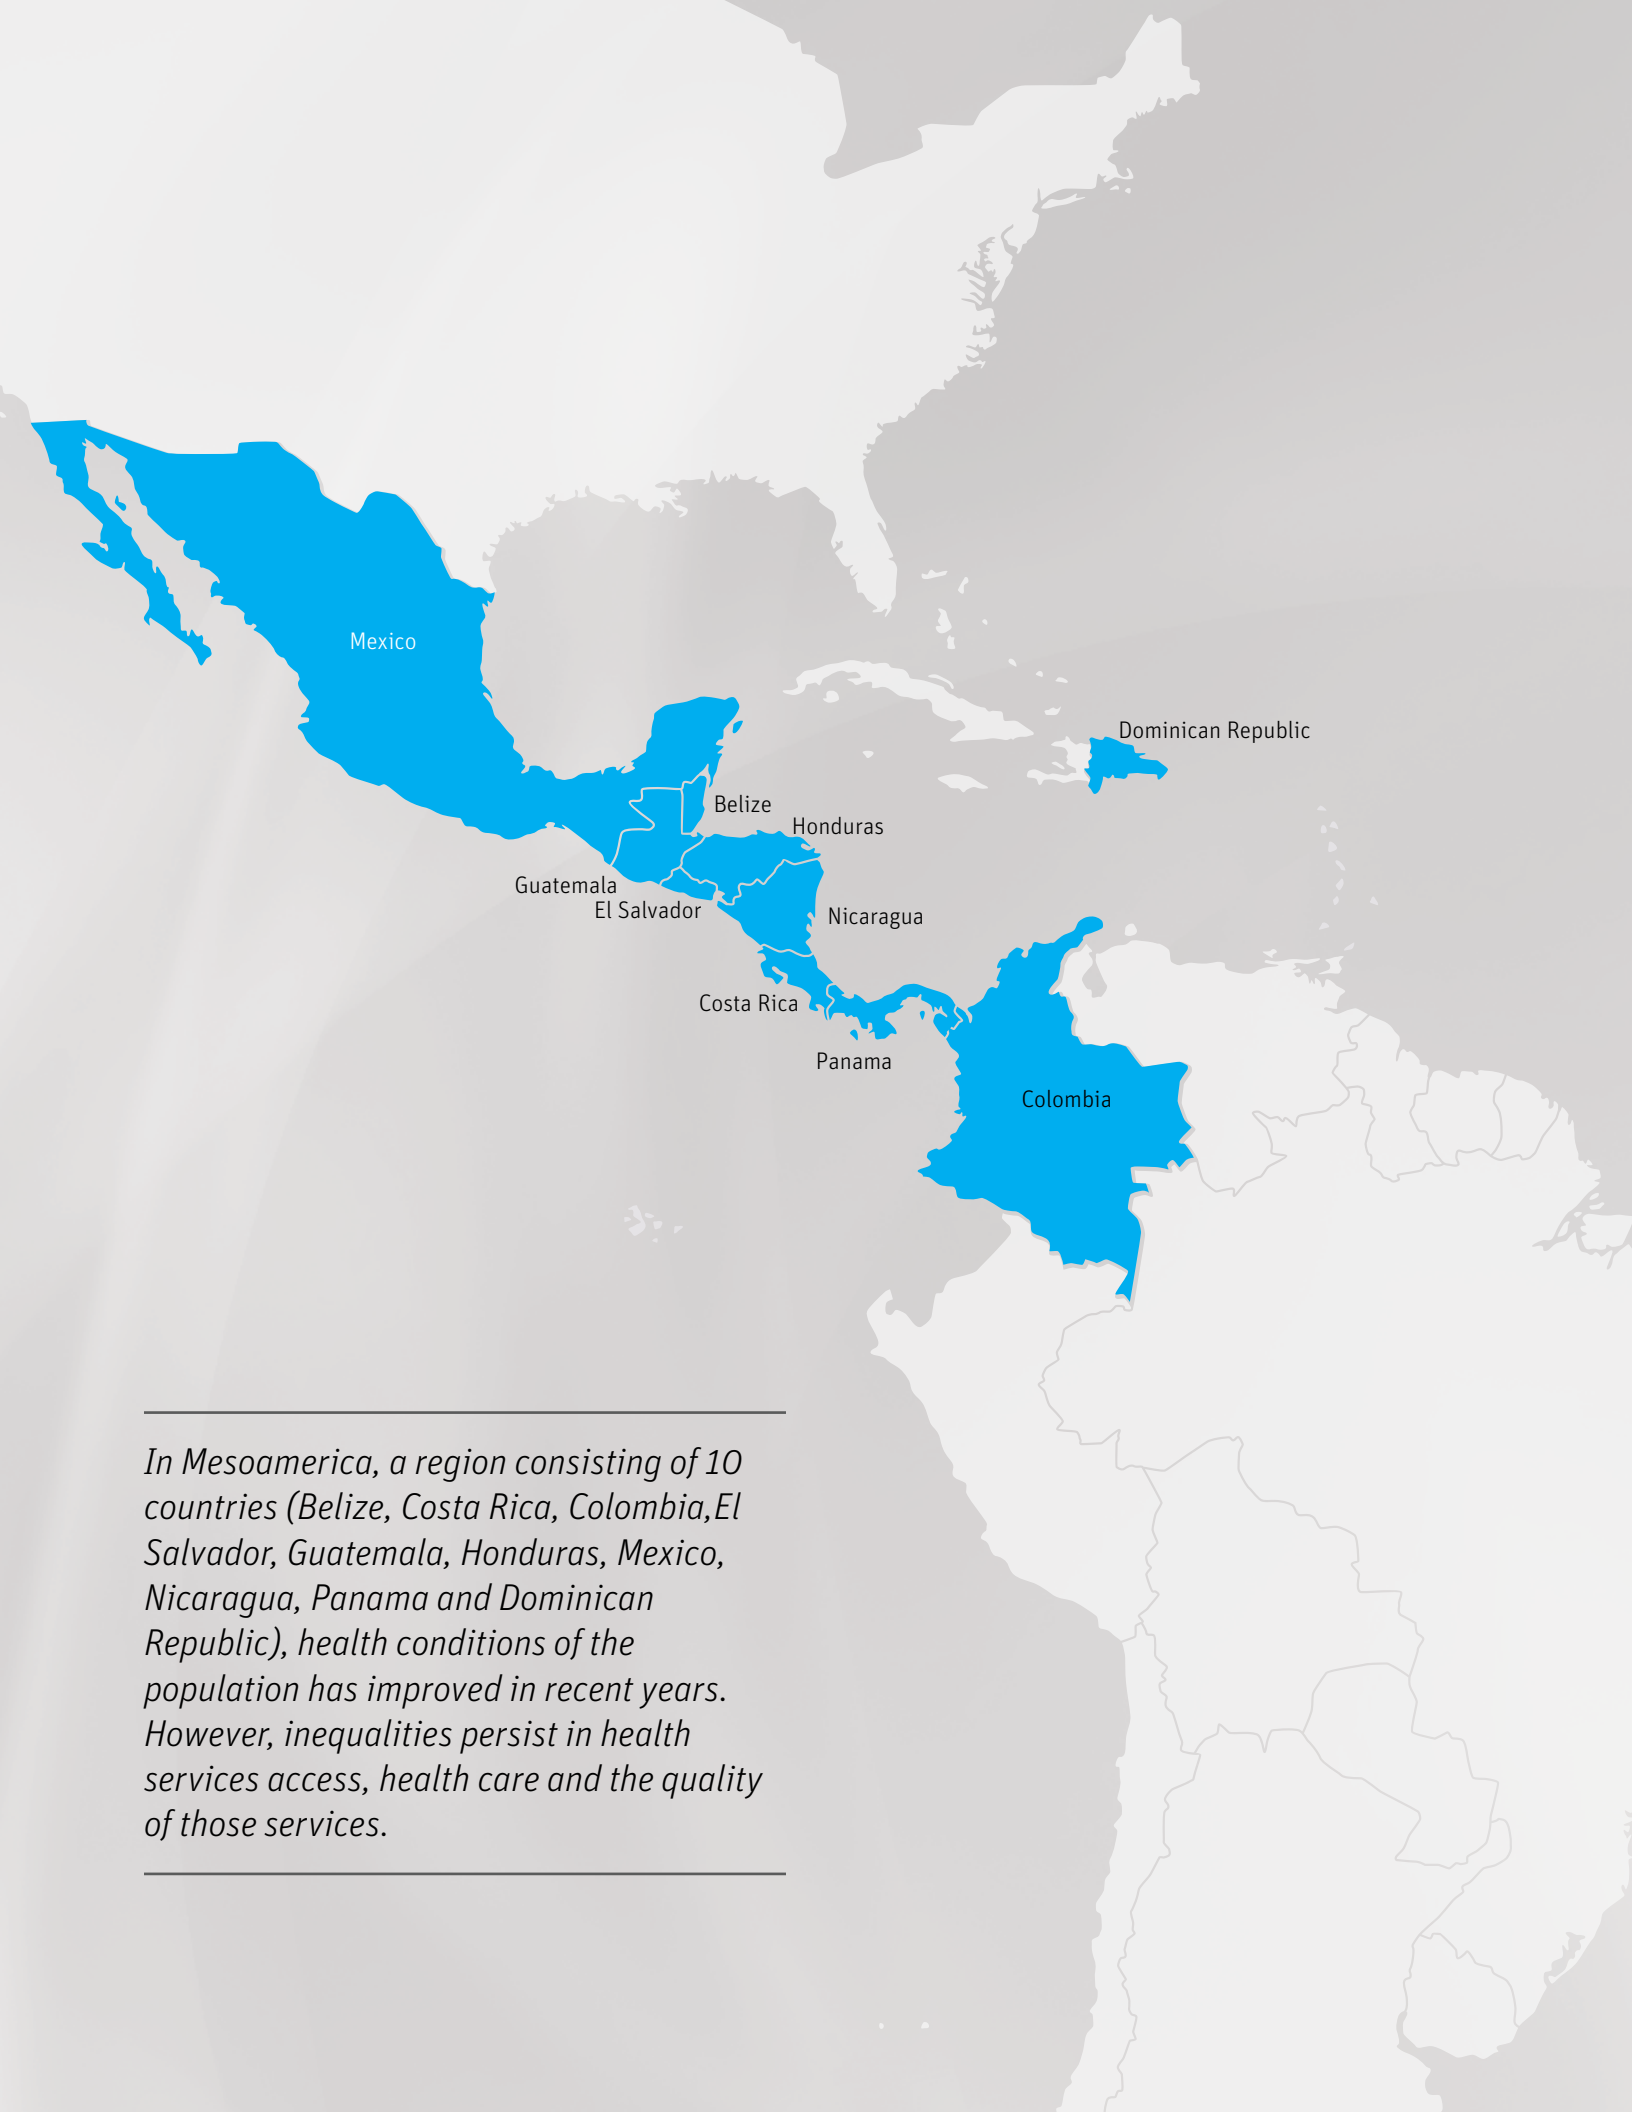 Mexico
Dominican Republic
Belize
Honduras
Guatemala
El Salvador
Nicaragua
Costa Rica
Panama
Colombia
In Mesoamerica, a region consisting of 10
countries (Belize, Costa Rica, Colombia,El
Salvador, Guatemala, Honduras, Mexico,
Nicaragua, Panama and Dominican
Republic), health conditions of the
population has improved in recent years.
However, inequalities persist in health
services access, health care and the quality
of those services.